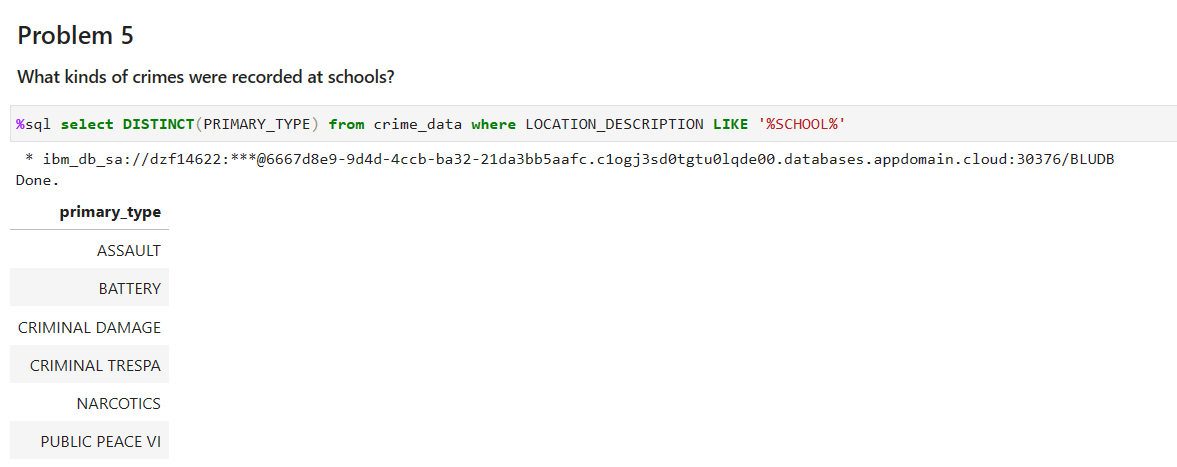 Problem 5
What kinds of crimes were recorded at schools?
%sql select DISTINCT(PRIMARY_TYPE) from crime_data where LOCATION_DESCRIPTION LIKE '%SCHOOL%'
* ibm_db_sa://dzf14622:***@6667d8e9-9d4d-4ccb-ba32-21da3bb5aafc.c1ogj3sd0tgtu0lqde00.databases.appdomain.cloud:30376/BLUDB
Done.
primary_type
ASSAULT
BATTERY
CRIMINAL DAMAGE
CRIMINAL TRESPA
NARCOTICS
PUBLIC PEACE VI